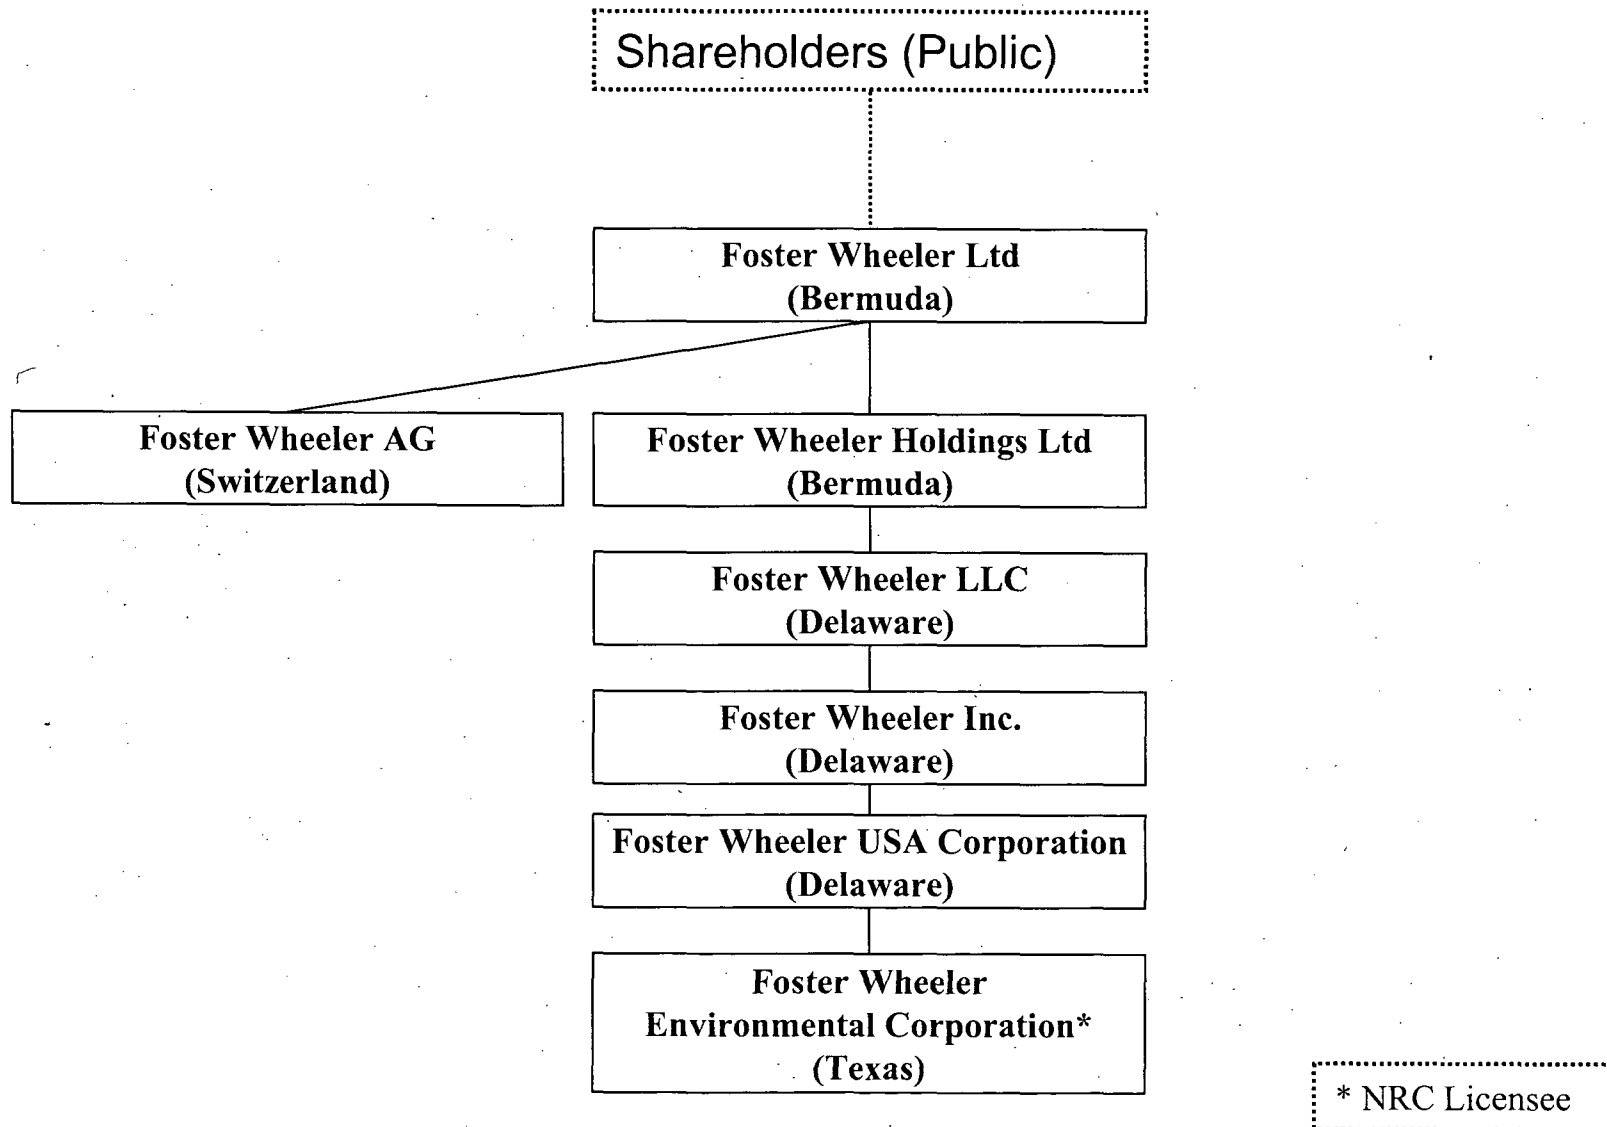 Shareholders (Public)
Foster Wheeler Ltd
(Bermuda)
Foster Wheeler AG
(Switzerland)
Foster Wheeler Holdings Ltd
(Bermuda)
Foster Wheeler LLC
(Delaware)
Foster Wheeler Inc.
(Delaware)
Foster Wheeler USA Corporation
(Delaware)
Foster Wheeler
Environmental Corporation*
(Texas)
* NRC Licensee